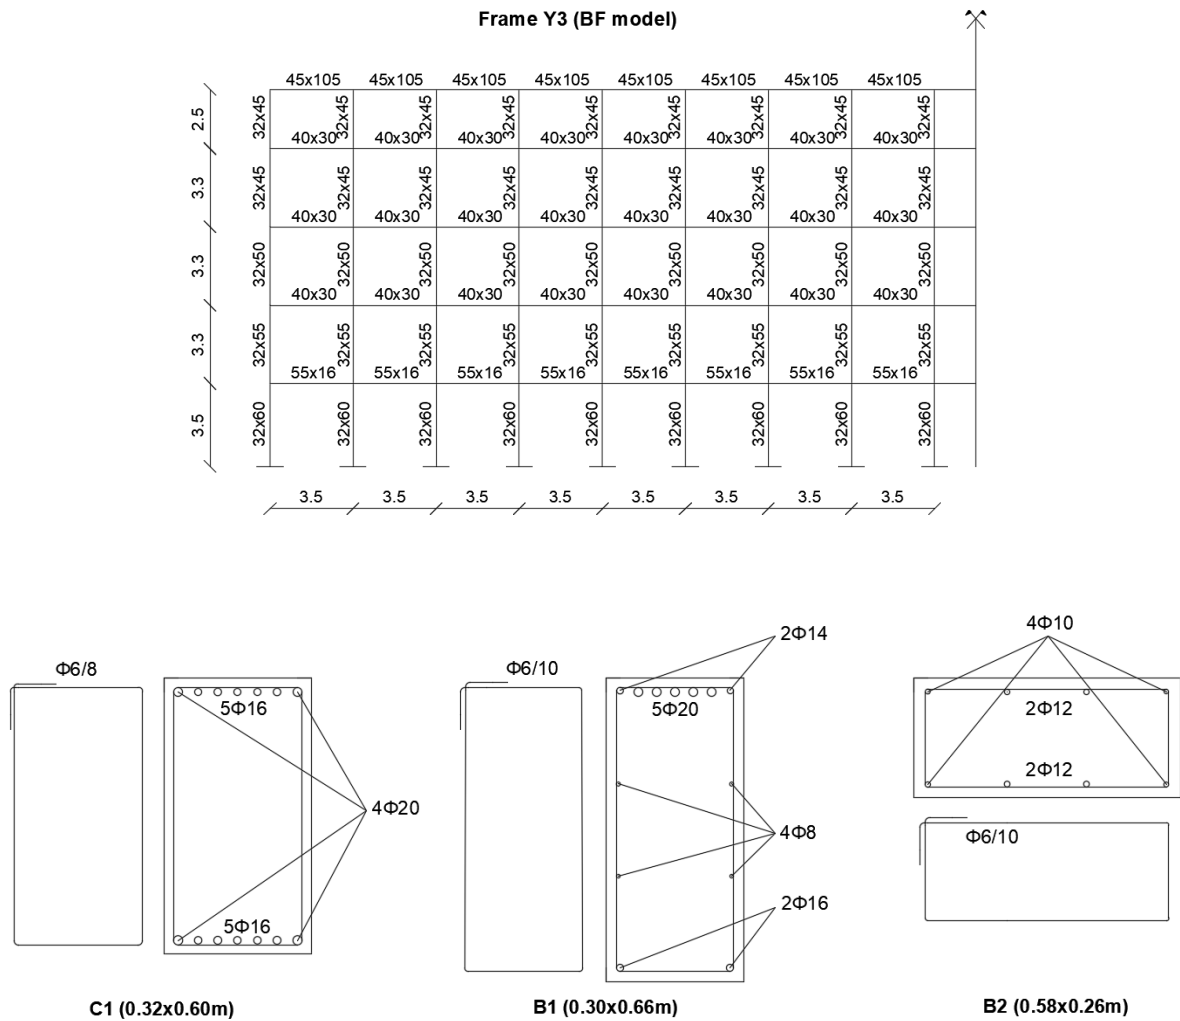 Frame Y3 (BF model)
45x105 45x105 45x105 45x105 45x105 45x105 45x105 45x105
2.5 32x45 32x45 32x45 32x45 32x45 32x45 32x45 32x45 32x45
40x30 40x30 40x30 40x30 40x30 40x30 40x30 40x30
3.3 32x45 32x45 32x45 32x45 32x45 32x45 32x45 32x45 32x45
40x30 40x30 40x30 40x30 40x30 40x30 40x30 40x30
3.3 32x50 32x50 32x50 32x50 32x50 32x50 32x50 32x50 32x50
40x30 40x30 40x30 40x30 40x30 40x30 40x30 40x30
3.3 32x55 32x55 32x55 32x55 32x55 32x55 32x55 32x55 32x55
55x16 55x16 55x16 55x16 55x16 55x16 55x16 55x16
3.5 32x60 32x60 32x60 32x60 32x60 32x60 32x60 32x60 32x60
3.5 3.5 3.5 3.5 3.5 3.5 3.5 3.5
Φ6/8
5Φ16
4Φ20
5Φ16
C1 (0.32x0.60m)
Φ6/10
2Φ14
5Φ20
4Φ8
2Φ16
B1 (0.30x0.66m)
4Φ10
2Φ12
2Φ12
Φ6/10
B2 (0.58x0.26m)